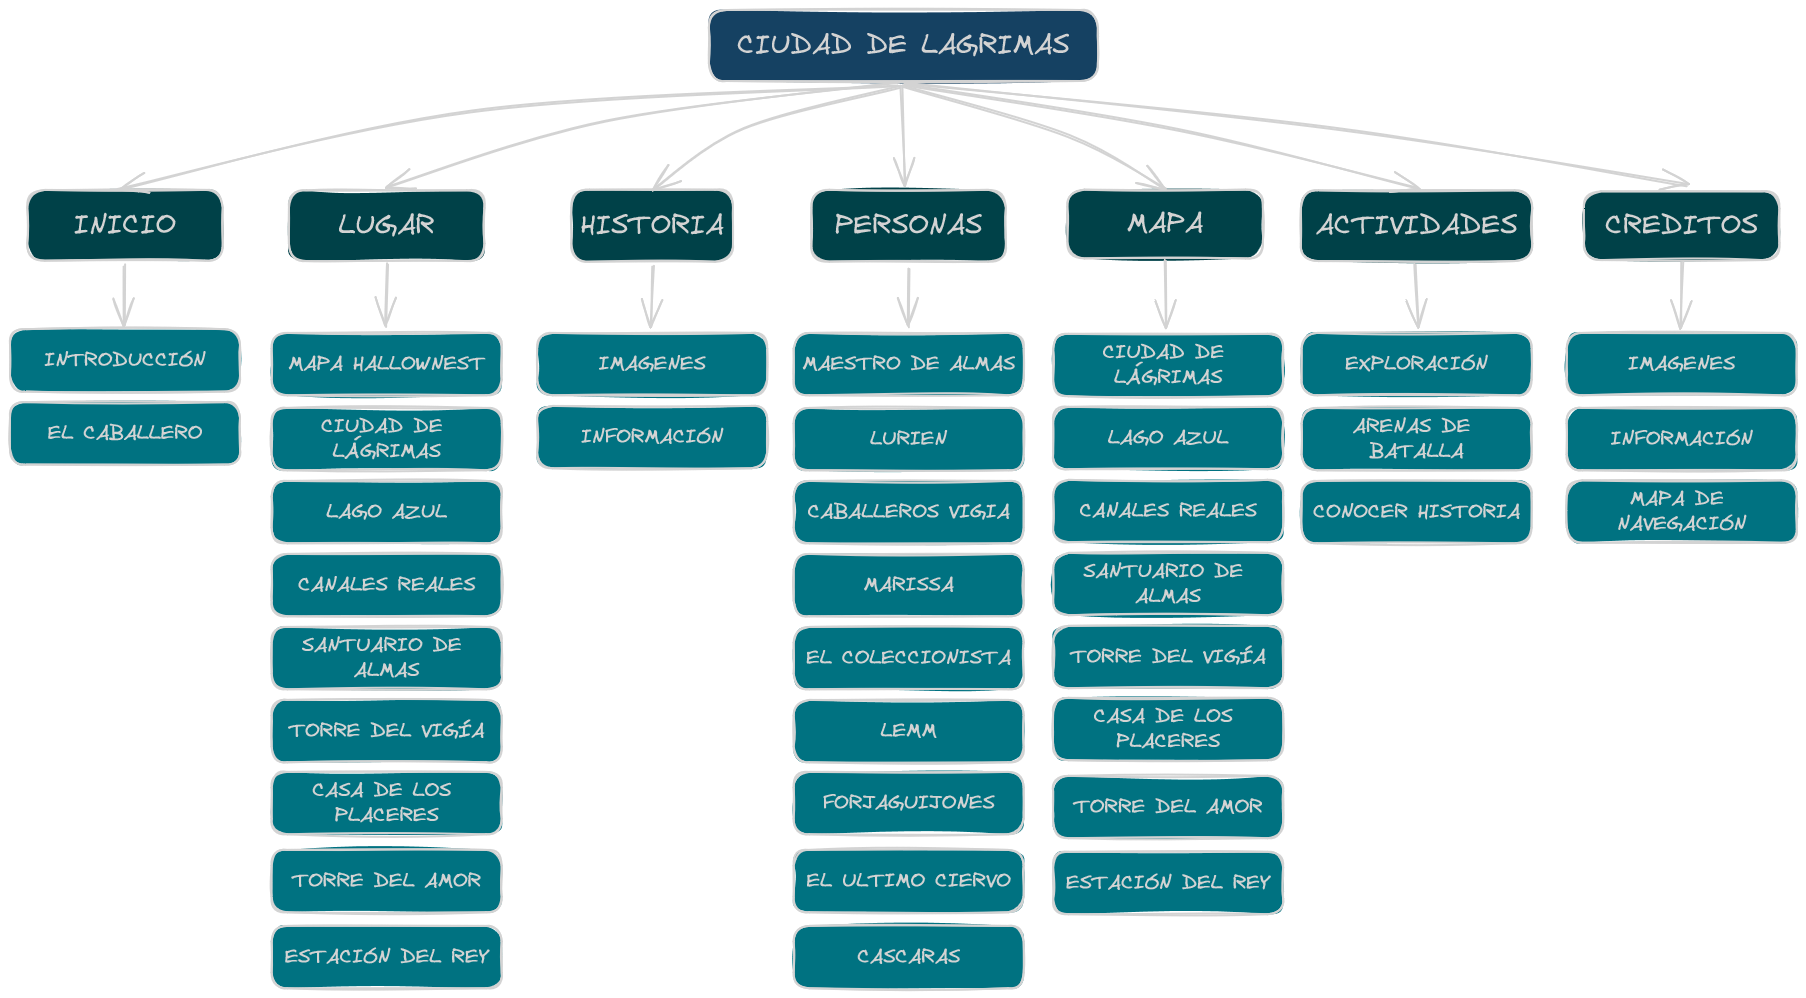 CIUDAD DE LAGRIMAS
INICIO
LUGAR
HISTORIA
PERSONAS
MAPA
ACTIVIDADES
CREDITOS
INTRODUCCIÓN
EL CABALLERO
MAPA HALLOWNEST
CIUDAD DE
LÁGRIMAS
LAGO AZUL
CANALES REALES
SANTUARIO DE
ALMAS
TORRE DEL VIGÍA
CASA DE LOS
PLACERES
TORRE DEL AMOR
ESTACIÓN DEL REY
IMAGENES
INFORMACIÓN
MAESTRO DE ALMAS
LURIEN
CABALLEROS VIGIA
MARISSA
EL COLECCIONISTA
LEMM
FORJAGUIJONES
EL ULTIMO CIERVO
CASCARAS
CIUDAD DE
LÁGRIMAS
LAGO AZUL
CANALES REALES
SANTUARIO DE
ALMAS
TORRE DEL VIGÍA
CASA DE LOS
PLACERES
TORRE DEL AMOR
ESTACIÓN DEL REY
EXPLORACIÓN
ARENAS DE
BATALLA
CONOCER HISTORIA
IMAGENES
INFORMACIÓN
MAPA DE
NAVEGACIÓN